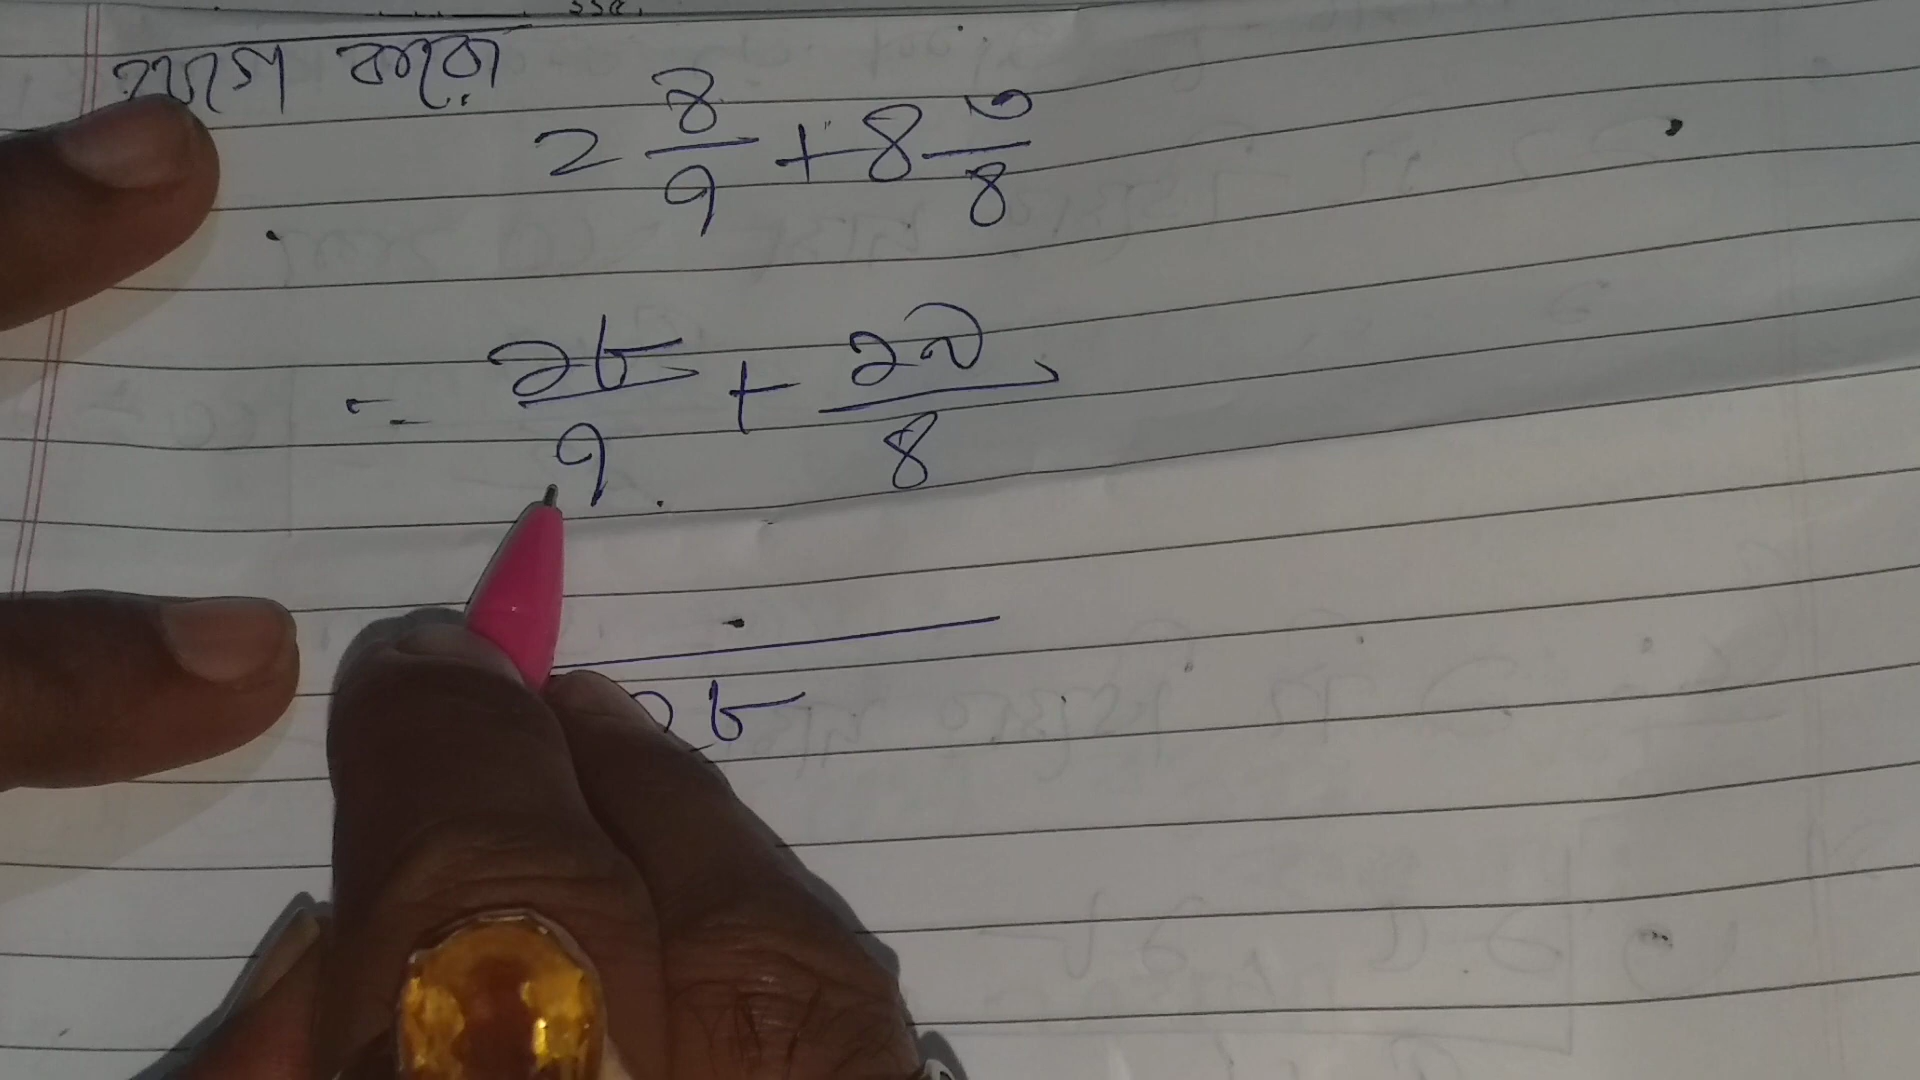 যোগ করো
২ ৪/৭ + ৪ ৩/৪
= ১৮/৭ + ১৯/৪
২৮